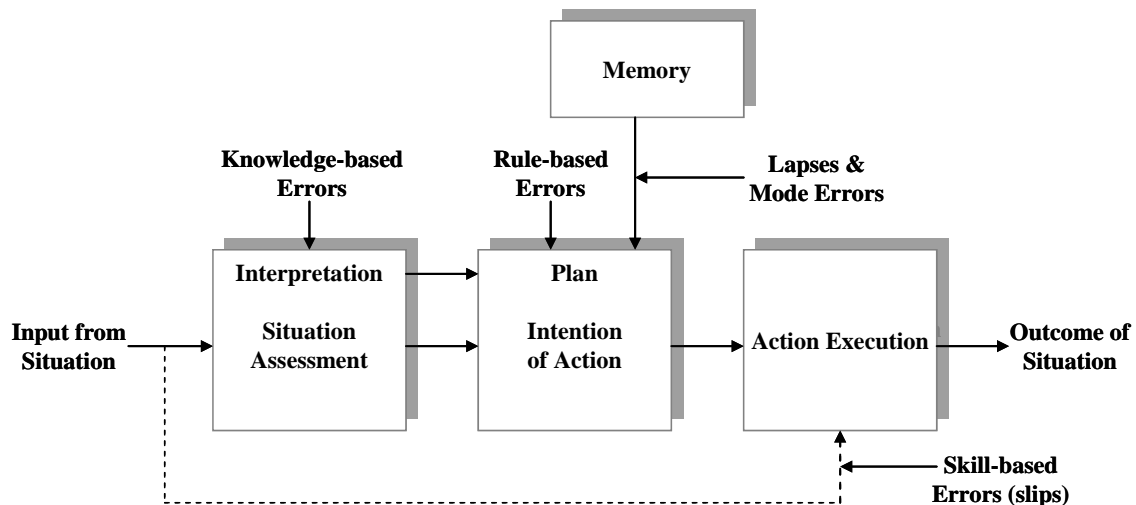 Memory
Knowledge-based
Errors
Rule-based
Errors
Lapses &
Mode Errors
Interpretation
Plan
Input from
Situation
Situation
Assessment
Intention
of Action
Action Execution
Outcome of
Situation
Skill-based
Errors (slips)